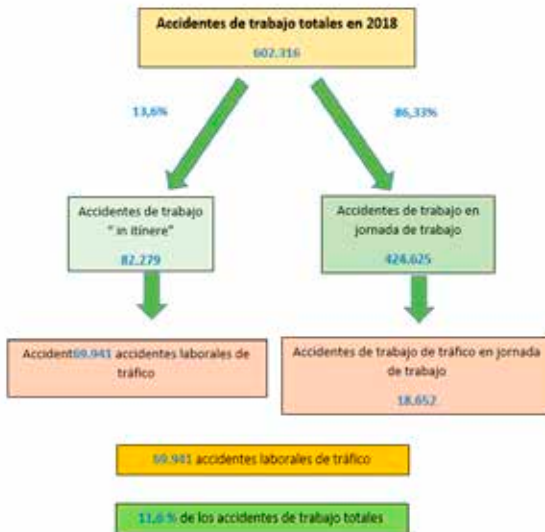 Accidentes de trabajo totales en 2018
602.316
13,6%
86,33%
Accidentes de trabajo
" in itínere"
82.279
Accidentes de trabajo en
jornada de trabajo
424.625
Accident69.941 accidentes laborales de
tráfico
Accidentes de trabajo de tráfico en jornada
de trabajo
18.652
69.941 accidentes laborales de tráfico
11,6 % de los accidentes de trabajo totales